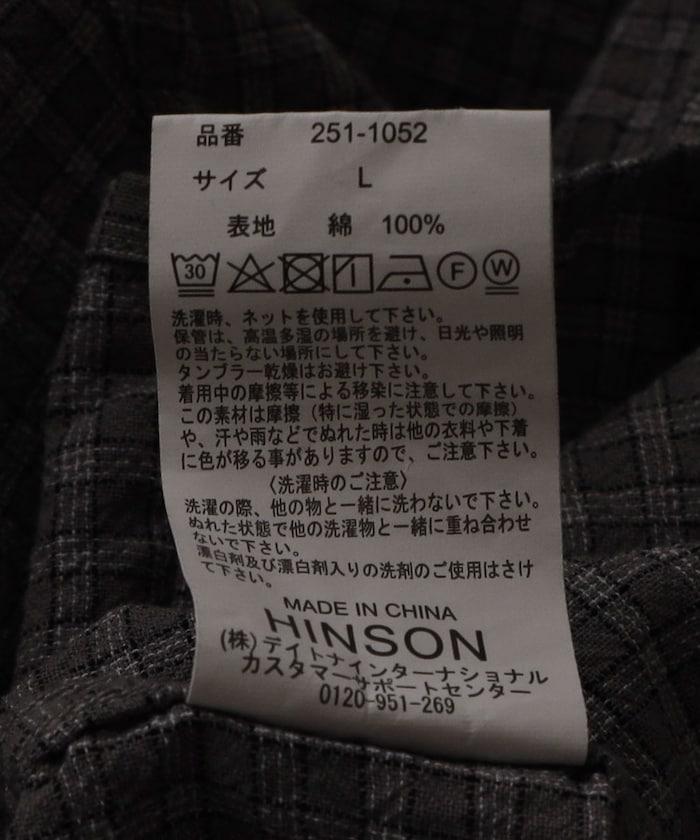 品番 251-1052
サイズ L
表地 綿 100%
30 F W
洗濯時、ネットを使用して下さい。
保管は、高温多湿の場所を避け、日光や照明
の当たらない場所にして下さい。
タンブラー乾燥はお避け下さい。
着用中の摩擦等による移染に注意して下さい。
この素材は摩擦（特に湿った状態での摩擦）
や、汗や雨などでぬれた時は他の衣料や下着
に色が移る事がありますので、ご注意下さい。
〈洗濯時のご注意〉
洗濯の際、他の物と一緒に洗わないで下さい。
ぬれた状態で他の洗濯物と一緒に重ね合わせ
ないで下さい。
漂白剤及び漂白剤入りの洗剤のご使用はさけ
て下さい。
MADE IN CHINA
HINSON
(株)デイトナインターナショナル
カスタマーサポートセンター
0120-951-269